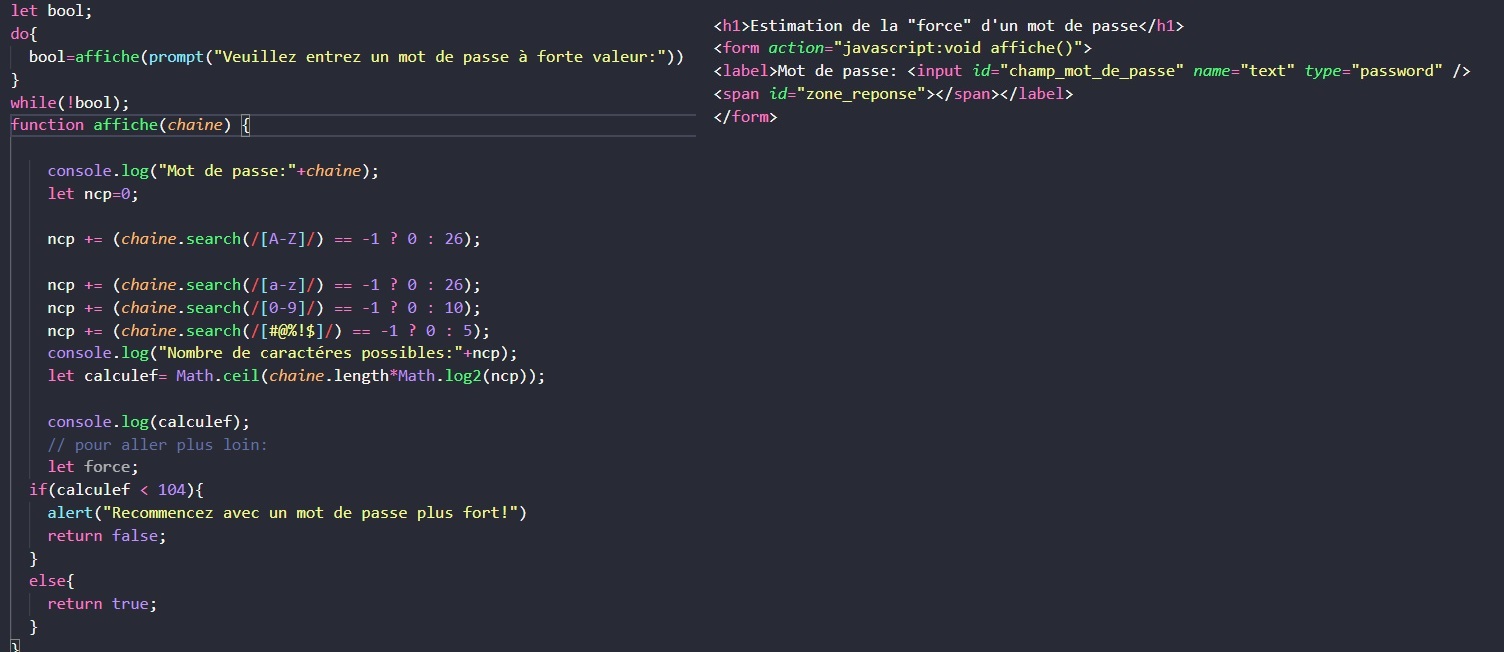 let bool;
do{
bool=affiche(prompt("Veuillez entrez un mot de passe à forte valeur:"))
}
while(!bool);
function affiche(chaine) {
console.log("Mot de passe:"+chaine);
let ncp=0;
ncp += (chaine.search(/[A-Z]/) == -1 ? 0 : 26);
ncp += (chaine.search(/[a-z]/) == -1 ? 0 : 26);
ncp += (chaine.search(/[0-9]/) == -1 ? 0 : 10);
ncp += (chaine.search(/[#@%!$]/) == -1 ? 0 : 5);
console.log("Nombre de caractéres possibles:"+ncp);
let calculef= Math.ceil(chaine.length*Math.log2(ncp));
console.log(calculef);
// pour aller plus loin:
let force;
if(calculef < 104){
alert("Recommencez avec un mot de passe plus fort!")
return false;
}
else{
return true;
}
}
<h1>Estimation de la "force" d'un mot de passe</h1>
<form action="javascript:void affiche()">
<label>Mot de passe: <input id="champ_mot_de_passe" name="text" type="password" />
<span id="zone_reponse"></span></label>
</form>